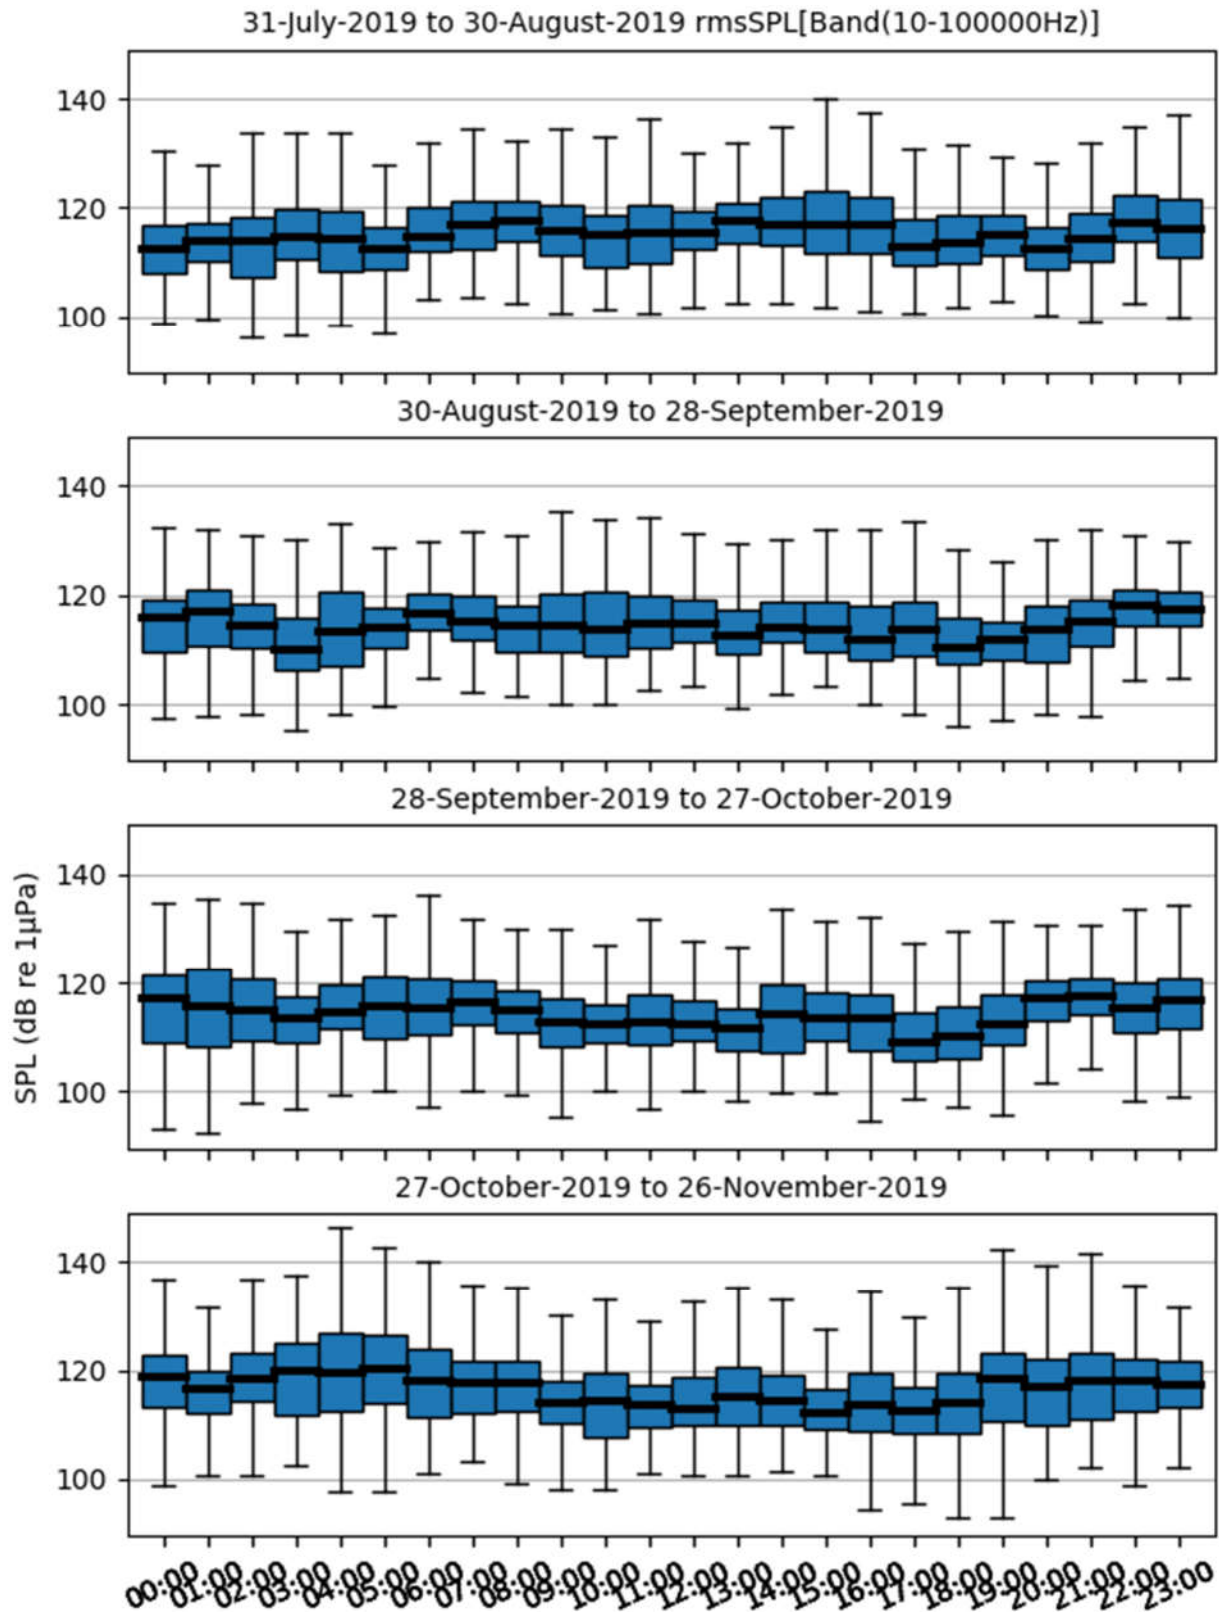 31-July-2019 to 30-August-2019 rmsSPL[Band(10-100000Hz)]
140
120
100
30-August-2019 to 28-September-2019
140
120
100
28-September-2019 to 27-October-2019
140
120
100
SPL (dB re 1µPa)
27-October-2019 to 26-November-2019
140
120
100
00:00 01:00 02:00 03:00 04:00 05:00 06:00 07:00 08:00 09:00 10:00 11:00 12:00 13:00 14:00 15:00 16:00 17:00 18:00 19:00 20:00 21:00 22:00 23:00